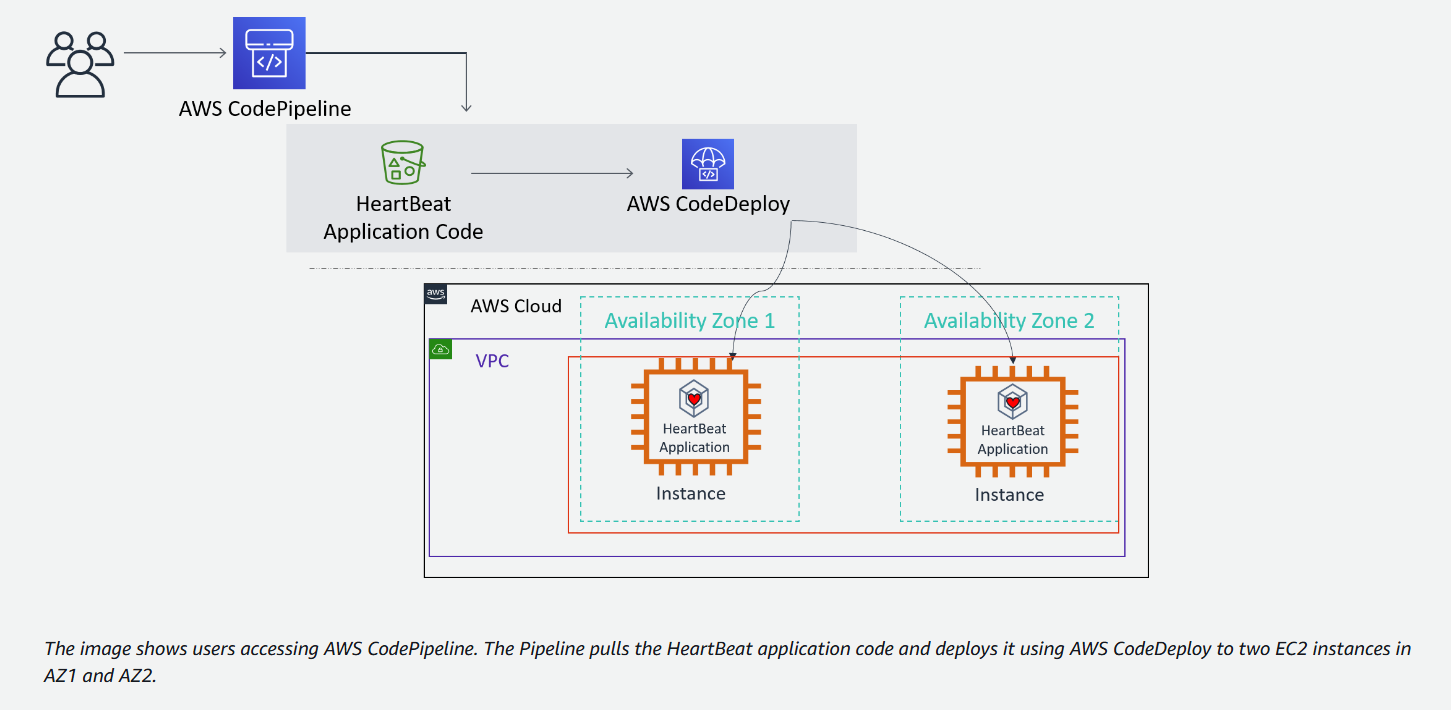 AWS CodePipeline
</>
HeartBeat
Application Code
</>
AWS CodeDeploy
aws
AWS Cloud
Availability Zone 1
Availability Zone 2
VPC
HeartBeat
Application
Instance
HeartBeat
Application
Instance
The image shows users accessing AWS CodePipeline. The Pipeline pulls the HeartBeat application code and deploys it using AWS CodeDeploy to two EC2 instances in
AZ1 and AZ2.